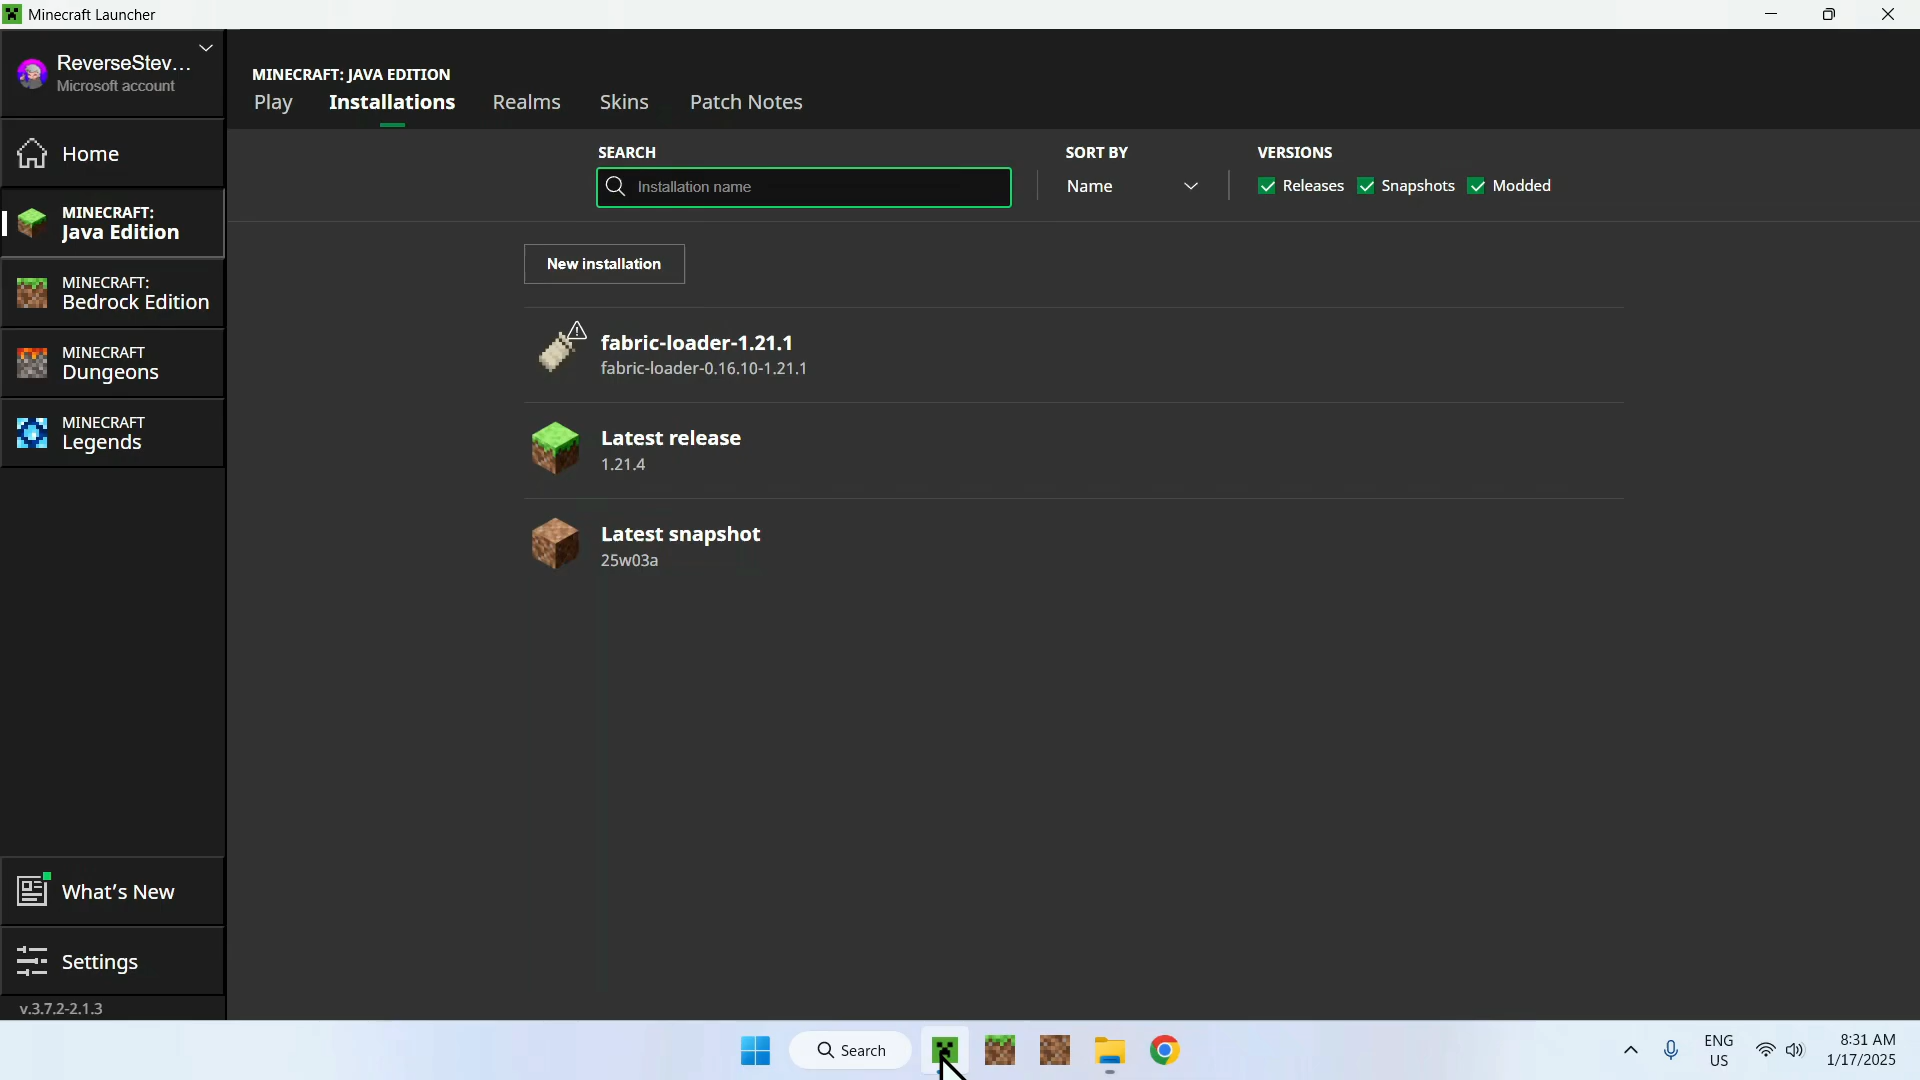 Minecraft Launcher
ReverseStev...
Microsoft account
Home
MINECRAFT:
Java Edition
MINECRAFT:
Bedrock Edition
MINECRAFT
Dungeons
MINECRAFT
Legends
What's New
Settings
v.3.7.2-2.1.3
MINECRAFT: JAVA EDITION
Play Installations Realms Skins Patch Notes
SEARCH SORT BY VERSIONS
Installation name Name Releases Snapshots Modded
New installation
fabric-loader-1.21.1
fabric-loader-0.16.10-1.21.1
Latest release
1.21.4
Latest snapshot
25w03a
Search
ENG
US
8:31 AM
1/17/2025